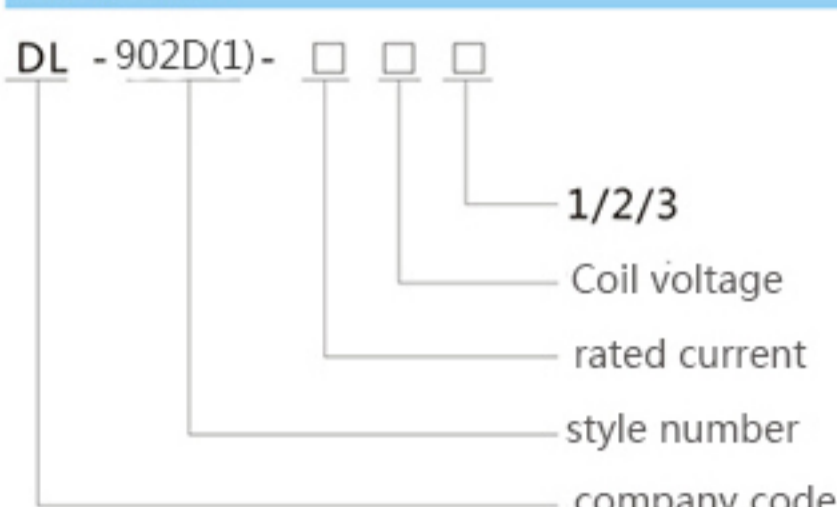 DL -902D(1)- □ □ □
1/2/3
Coil voltage
rated current
style number
company code